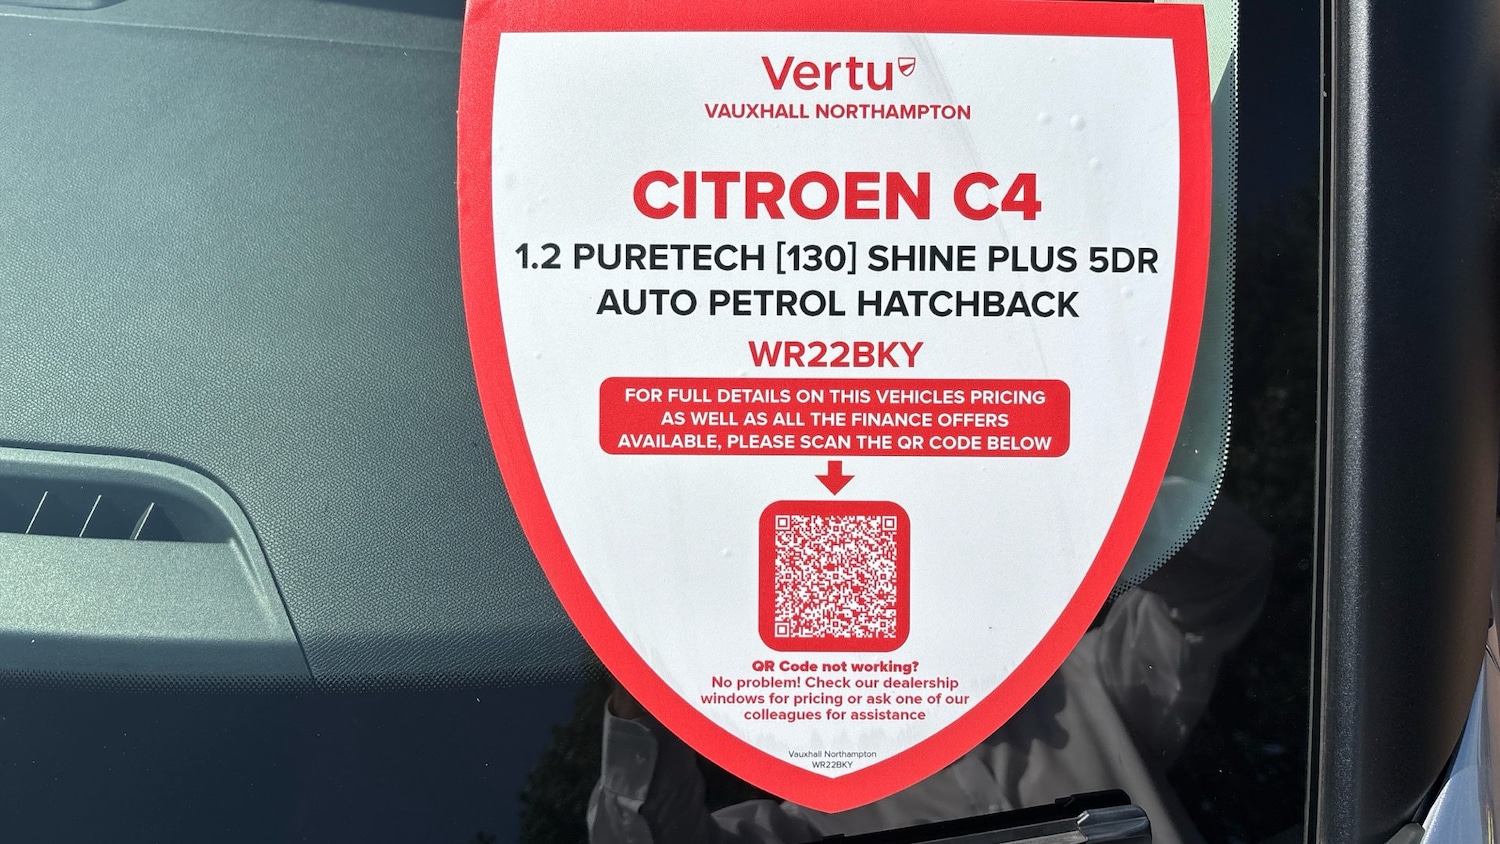 Vertu
VAUXHALL NORTHAMPTON
CITROEN C4
1.2 PURETECH [130] SHINE PLUS 5DR
AUTO PETROL HATCHBACK
WR22BKY
FOR FULL DETAILS ON THIS VEHICLES PRICING
AS WELL AS ALL THE FINANCE OFFERS
AVAILABLE, PLEASE SCAN THE QR CODE BELOW
QR Code not working?
No problem! Check our dealership
windows for pricing or ask one of our
colleagues for assistance
Vauxhall Northampton
WR22BKY